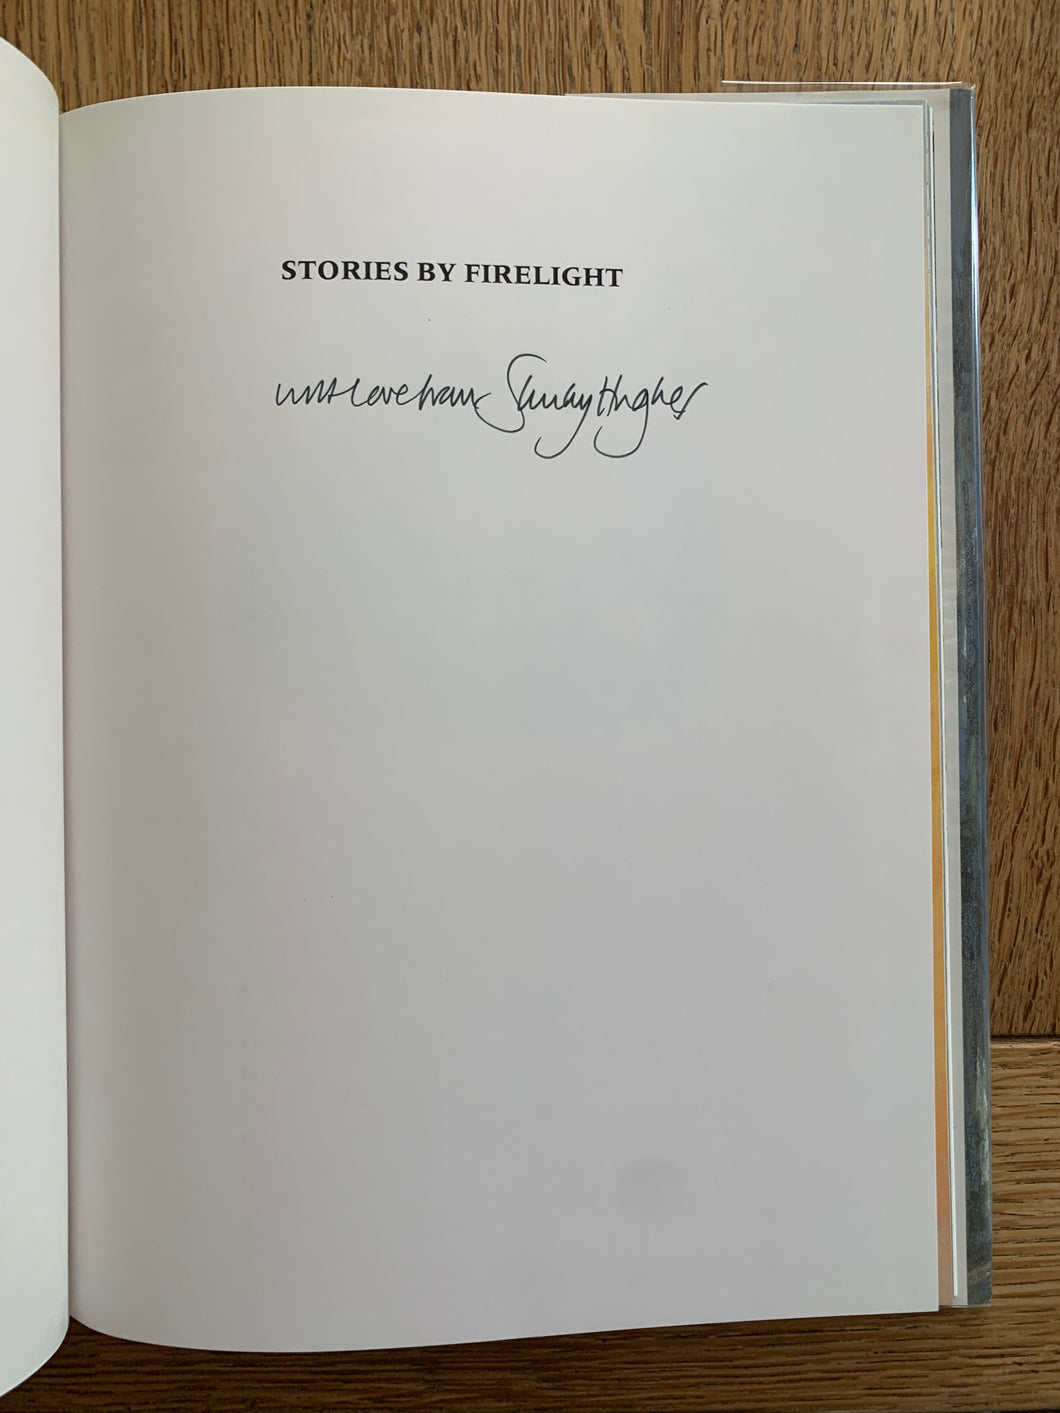 STORIES BY FIRELIGHT
with love from Shirley Hughes